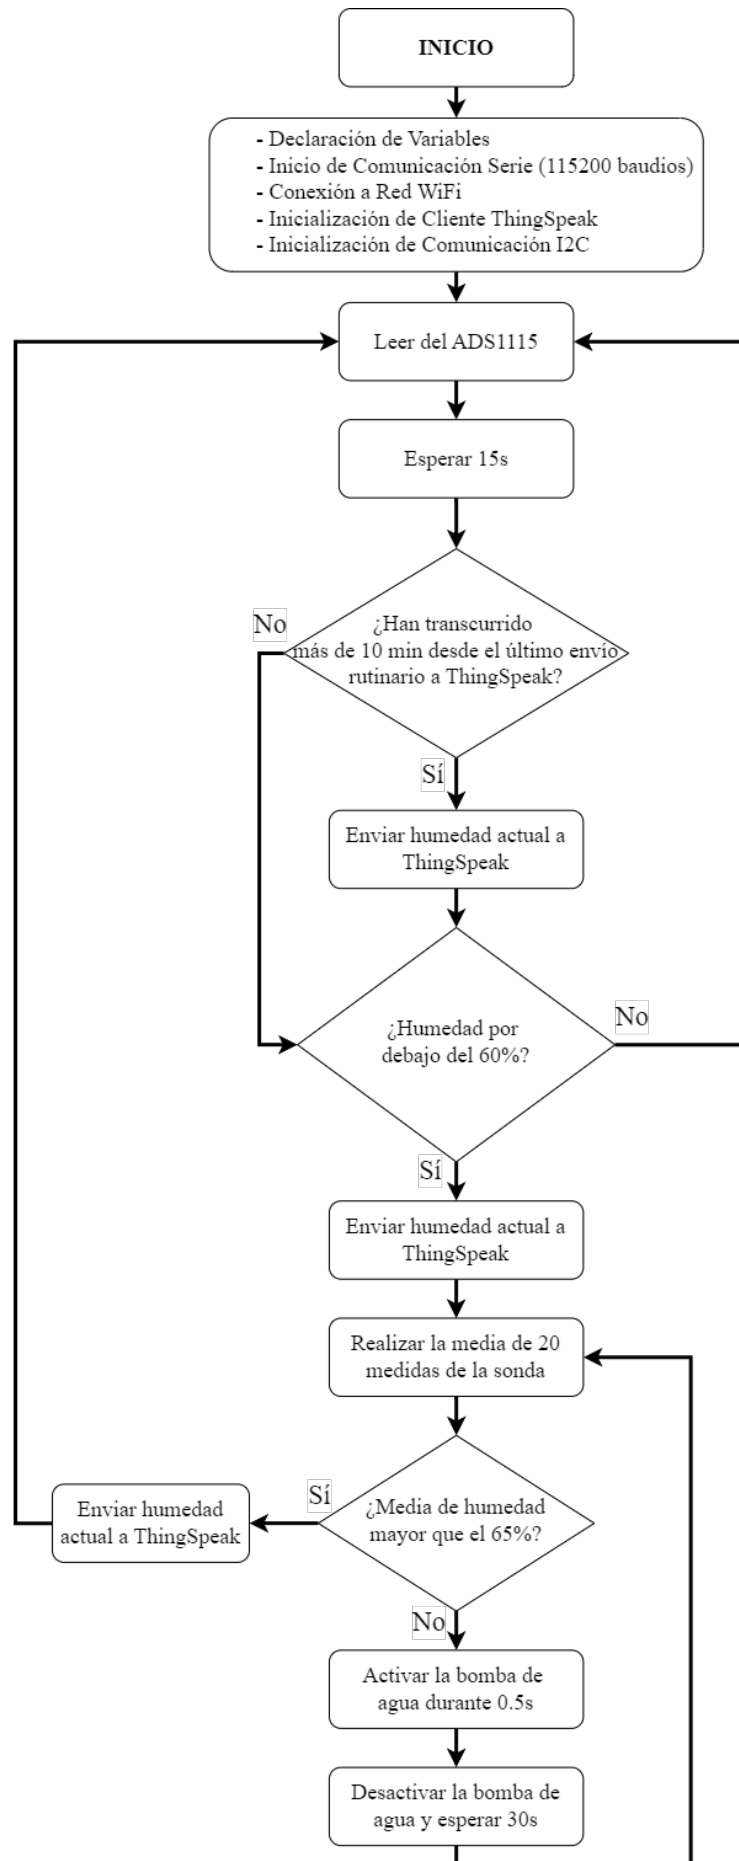 INICIO
- Declaración de Variables
- Inicio de Comunicación Serie (115200 baudios)
- Conexión a Red WiFi
- Inicialización de Cliente ThingSpeak
- Inicialización de Comunicación I2C
Leer del ADS1115
Esperar 15s
No
¿Han transcurrido
más de 10 min desde el último envío
rutinario a ThingSpeak?
Sí
Enviar humedad actual a
ThingSpeak
¿Humedad por
debajo del 60%?
No
Sí
Enviar humedad actual a
ThingSpeak
Realizar la media de 20
medidas de la sonda
¿Media de humedad
mayor que el 65%?
Sí
Enviar humedad
actual a ThingSpeak
No
Activar la bomba de
agua durante 0.5s
Desactivar la bomba de
agua y esperar 30s